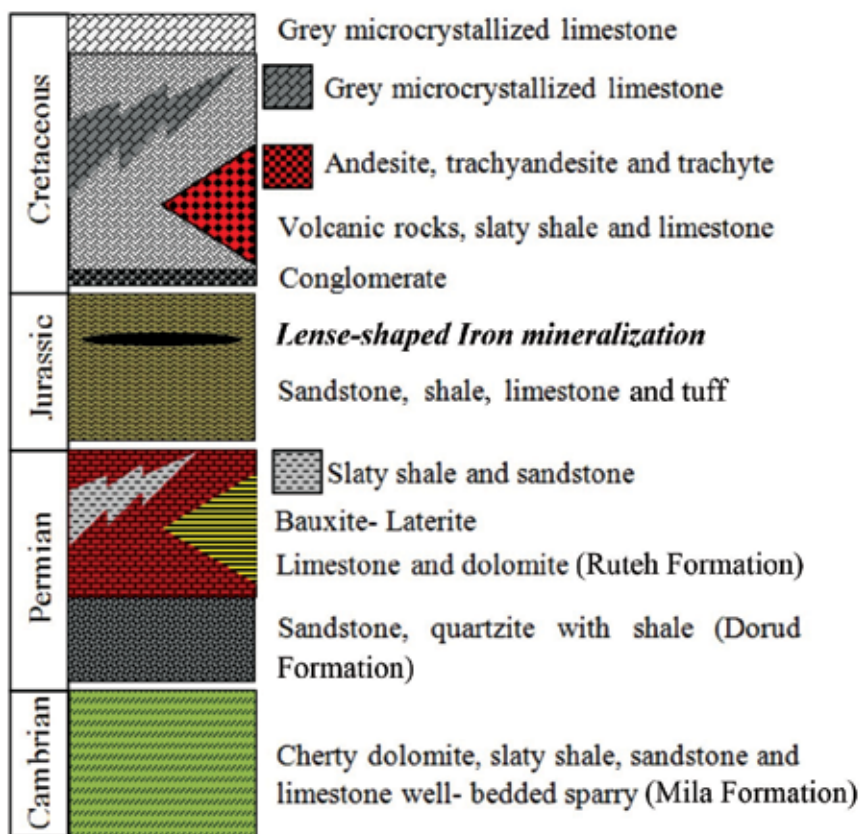 Cretaceous
Grey microcrystallized limestone
Grey microcrystallized limestone
Andesite, trachyandesite and trachyte
Volcanic rocks, slaty shale and limestone
Conglomerate
Jurassic
Lense-shaped Iron mineralization
Sandstone, shale, limestone and tuff
Permian
Slaty shale and sandstone
Bauxite- Laterite
Limestone and dolomite (Ruteh Formation)
Sandstone, quartzite with shale (Dorud
Formation)
Cambrian
Cherty dolomite, slaty shale, sandstone and
limestone well- bedded sparry (Mila Formation)